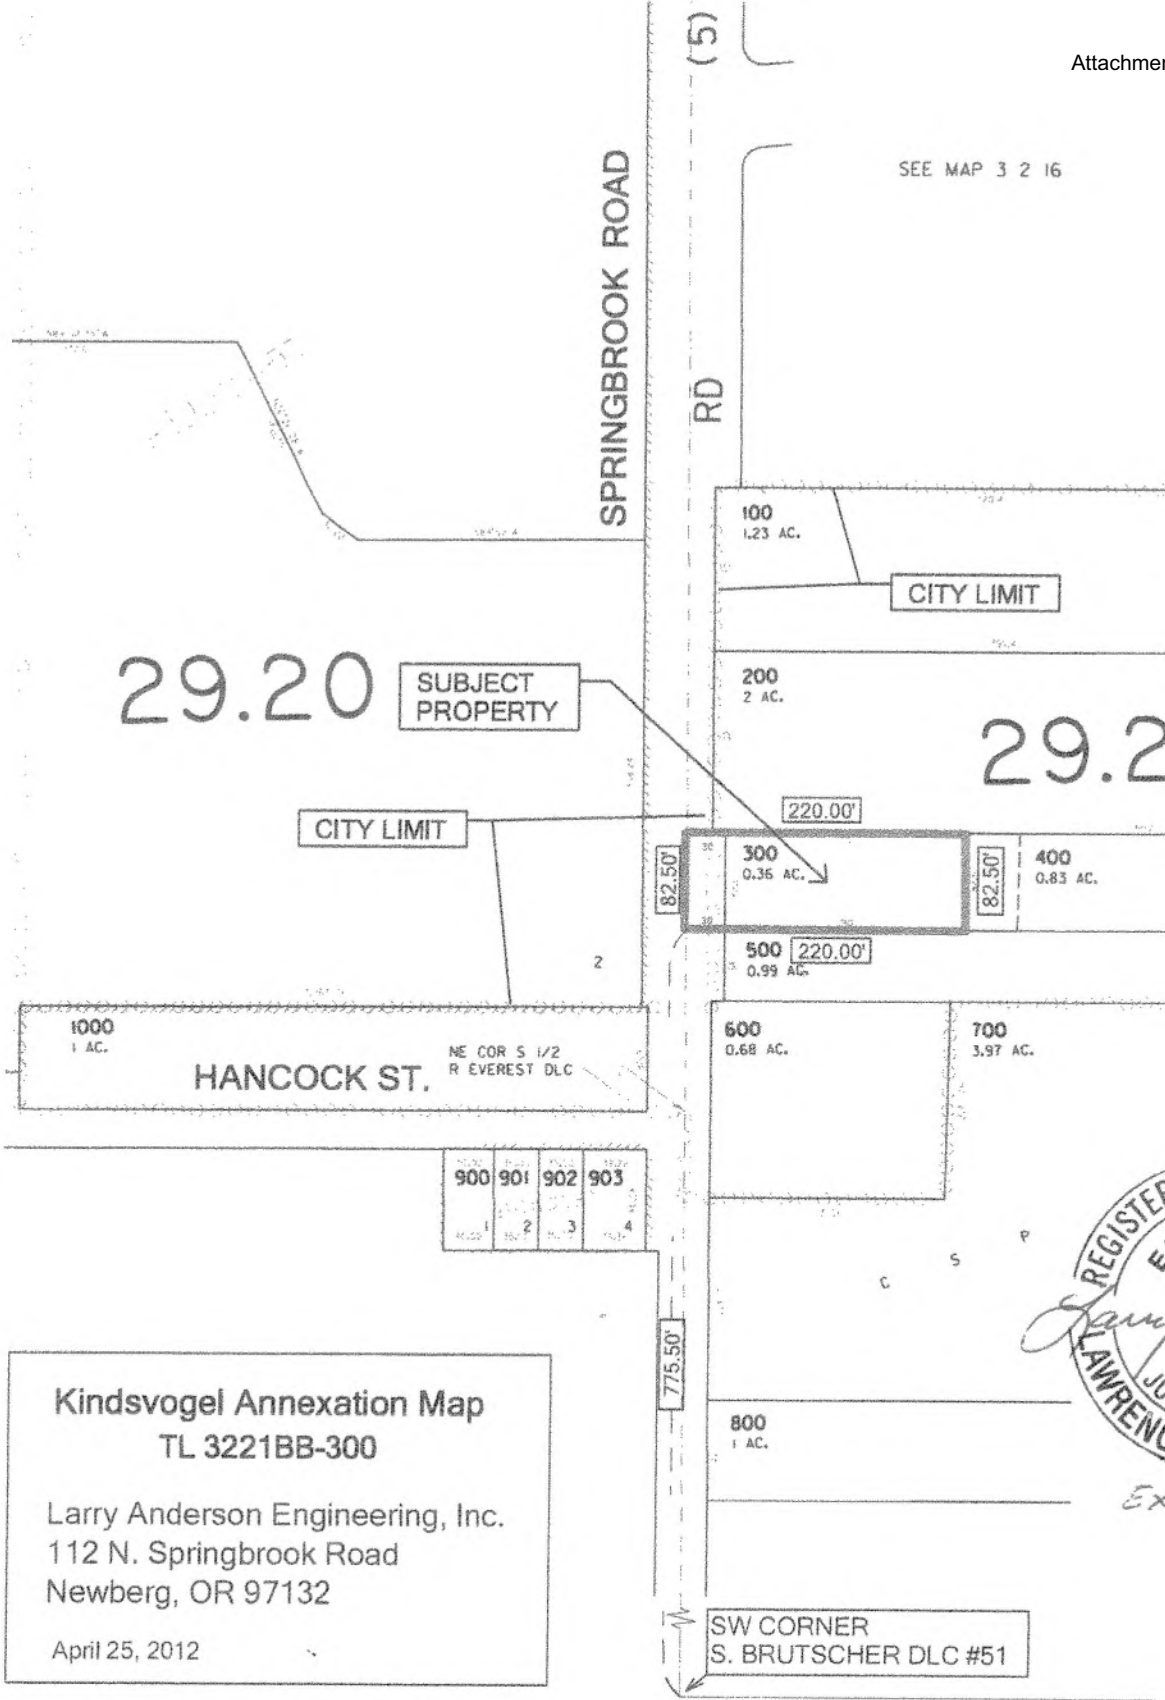 Attachmen
(5)
SEE MAP 3 2 16
SPRINGBROOK ROAD
RD
100
1.23 AC.
CITY LIMIT
29.20
SUBJECT
PROPERTY
200
2 AC.
29.2
220.00'
CITY LIMIT
82.50'
30
300
0.36 AC.
82.50'
400
0.83 AC.
30
500
220.00'
0.99 AC.
2
1000
1 AC.
HANCOCK ST.
NE COR S 1/2
R EVEREST DLC
600
0.68 AC.
700
3.97 AC.
900 901 902 903
1 2 3 4
C S P
REGISTER
LAWRENC
775.50'
800
1 AC.
Kindsvogel Annexation Map
TL 3221BB-300
Larry Anderson Engineering, Inc.
112 N. Springbrook Road
Newberg, OR 97132
April 25, 2012
SW CORNER
S. BRUTSCHER DLC #51